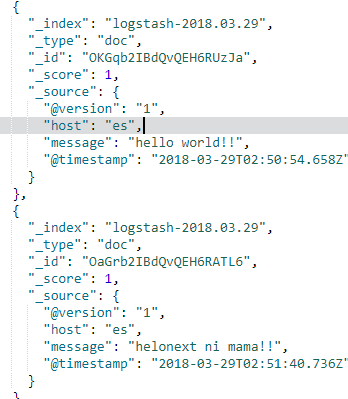 {
"_index": "logstash-2018.03.29",
"_type": "doc",
"_id": "OKGqb2IBdQvQEH6RUzJa",
"_score": 1,
"_source": {
"@version": "1",
"host": "es",
"message": "hello world!!",
"@timestamp": "2018-03-29T02:50:54.658Z"
}
},
{
"_index": "logstash-2018.03.29",
"_type": "doc",
"_id": "OaGrb2IBdQvQEH6RATL6",
"_score": 1,
"_source": {
"@version": "1",
"host": "es",
"message": "helonext ni mama!!",
"@timestamp": "2018-03-29T02:51:40.736Z"
}
}